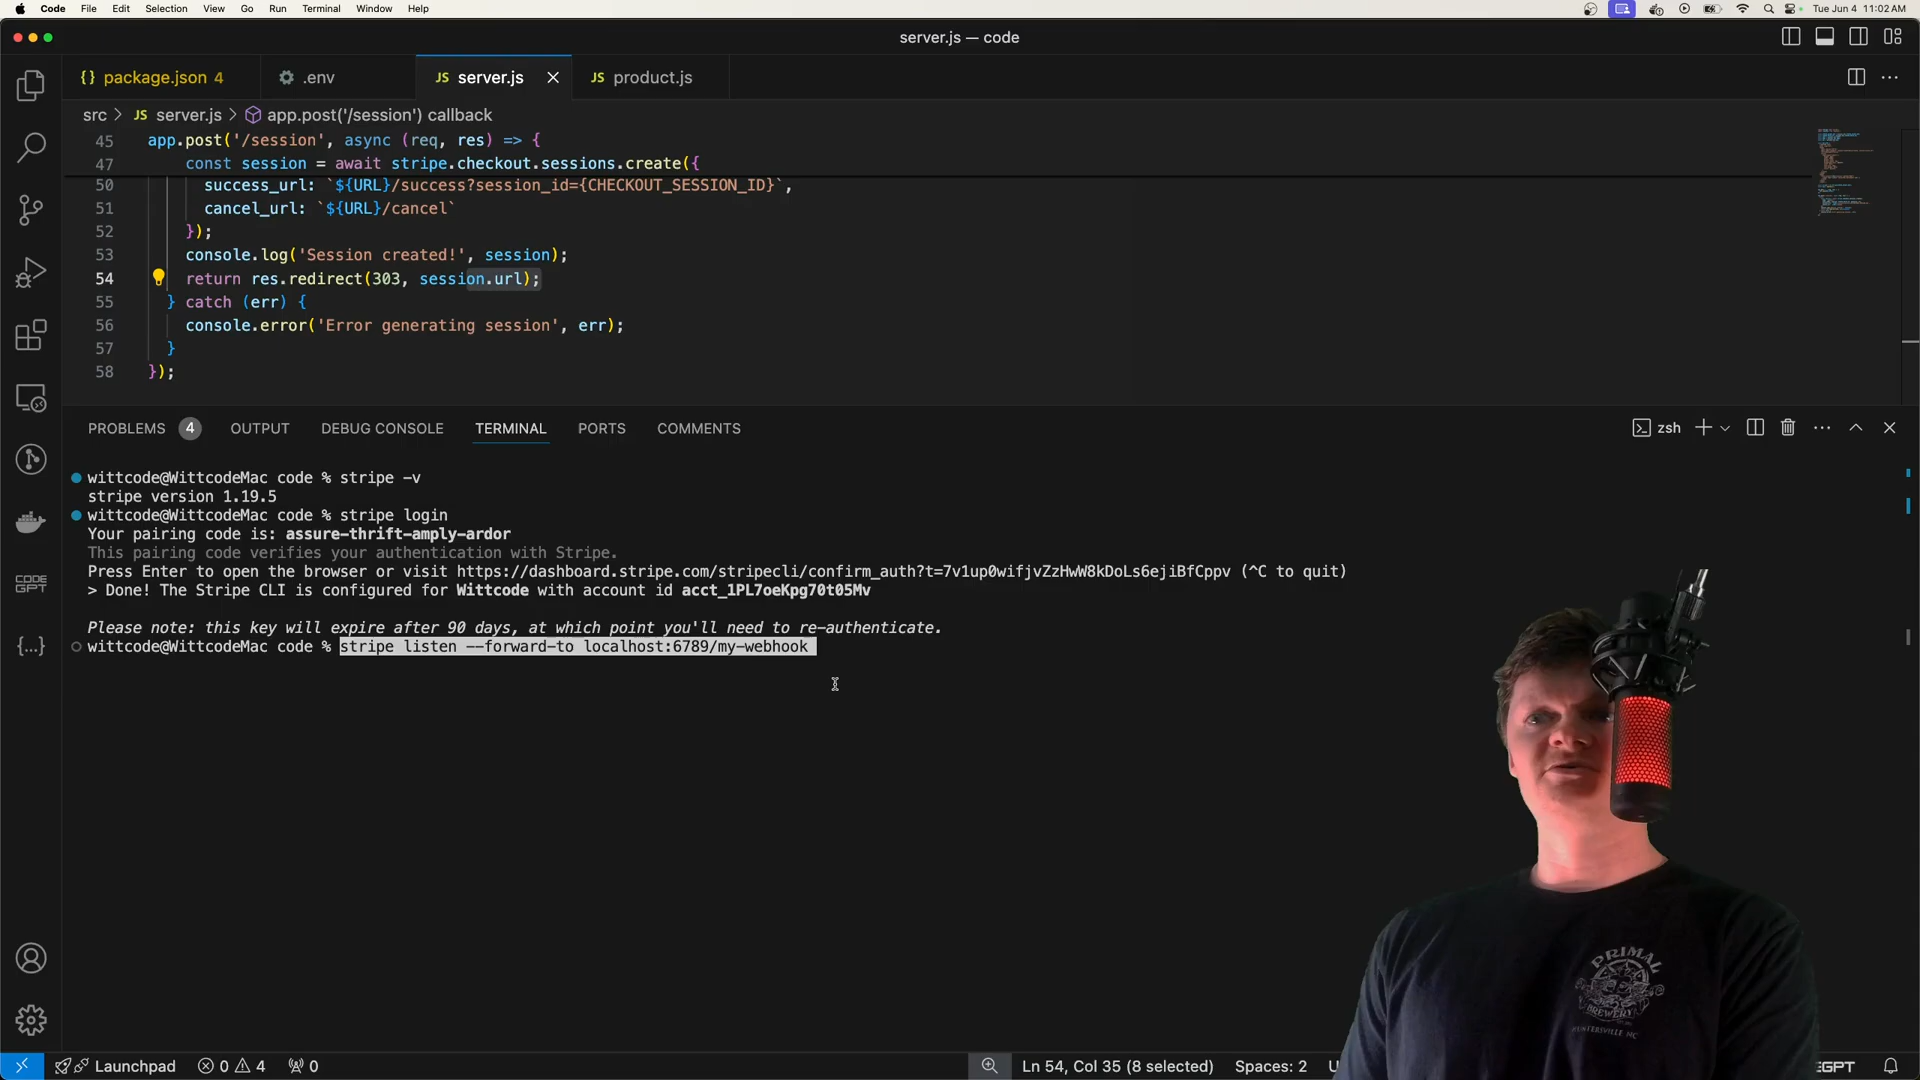 Code File Edit Selection View Go Run Terminal Window Help Tue Jun 4 11:02 AM
server.js — code
{} package.json 4 .env JS server.js JS product.js
src > JS server.js > app.post('/session') callback
45 app.post('/session', async (req, res) => {
47 const session = await stripe.checkout.sessions.create({
50 success_url: `${URL}/success?session_id={CHECKOUT_SESSION_ID}`,
51 cancel_url: `${URL}/cancel`
52 });
53 console.log('Session created!', session);
54 return res.redirect(303, session.url);
55 } catch (err) {
56 console.error('Error generating session', err);
57 }
58 });
PROBLEMS 4 OUTPUT DEBUG CONSOLE TERMINAL PORTS COMMENTS zsh
wittcode@WittcodeMac code % stripe -v
stripe version 1.19.5
wittcode@WittcodeMac code % stripe login
Your pairing code is: assure-thrift-amply-ardor
This pairing code verifies your authentication with Stripe.
Press Enter to open the browser or visit https://dashboard.stripe.com/stripecli/confirm_auth?t=7v1up0wifjvZzHwW8kDoLs6ejiBfCppv (^C to quit)
> Done! The Stripe CLI is configured for Wittcode with account id acct_1PL7oeKpg70t05Mv
Please note: this key will expire after 90 days, at which point you'll need to re-authenticate.
wittcode@WittcodeMac code % stripe listen --forward-to localhost:6789/my-webhook
CODE
GPT
{...}
PRIMAL
BREWERY
HUNTERSVILLE NC
Launchpad 0 4 0 Ln 54, Col 35 (8 selected) Spaces: 2